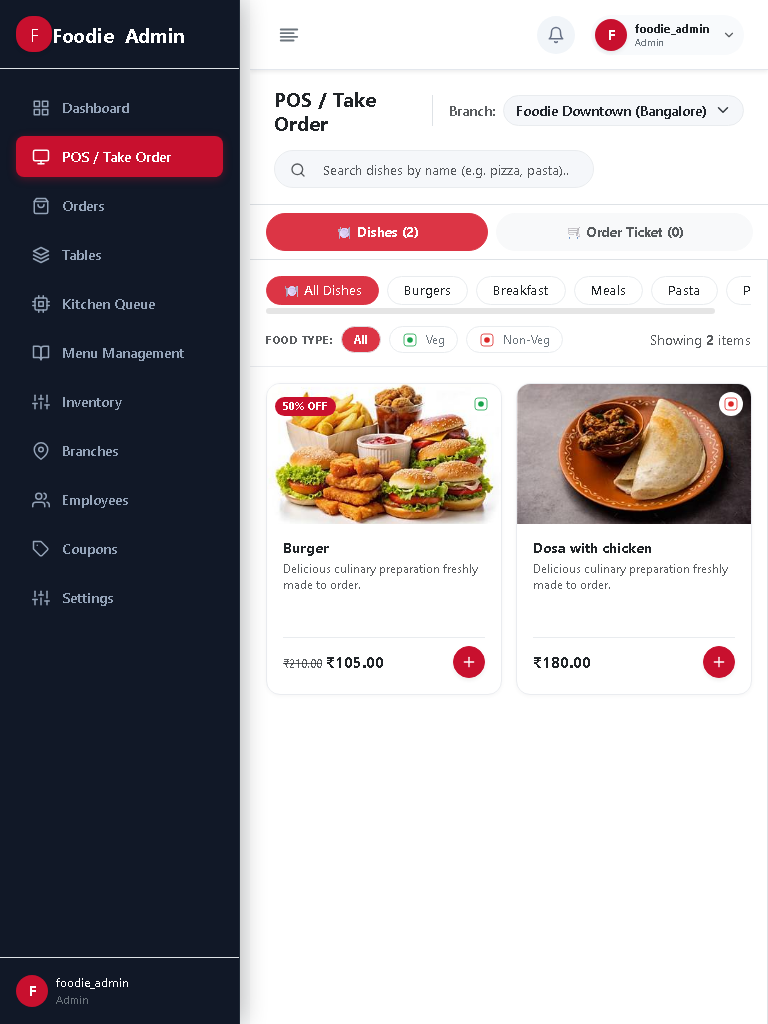 F Foodie Admin
Dashboard
POS / Take Order
Orders
Tables
Kitchen Queue
Menu Management
Inventory
Branches
Employees
Coupons
Settings
F
foodie_admin
Admin
F
foodie_admin
Admin
POS / Take
Order
Branch:
Foodie Downtown (Bangalore)
Search dishes by name (e.g. pizza, pasta)..
Dishes (2)
Order Ticket (0)
All Dishes
Burgers
Breakfast
Meals
Pasta
P
FOOD TYPE:
All
Veg
Non-Veg
Showing 2 items
50% OFF
Burger
Delicious culinary preparation freshly
made to order.
₹210.00 ₹105.00
Dosa with chicken
Delicious culinary preparation freshly
made to order.
₹180.00